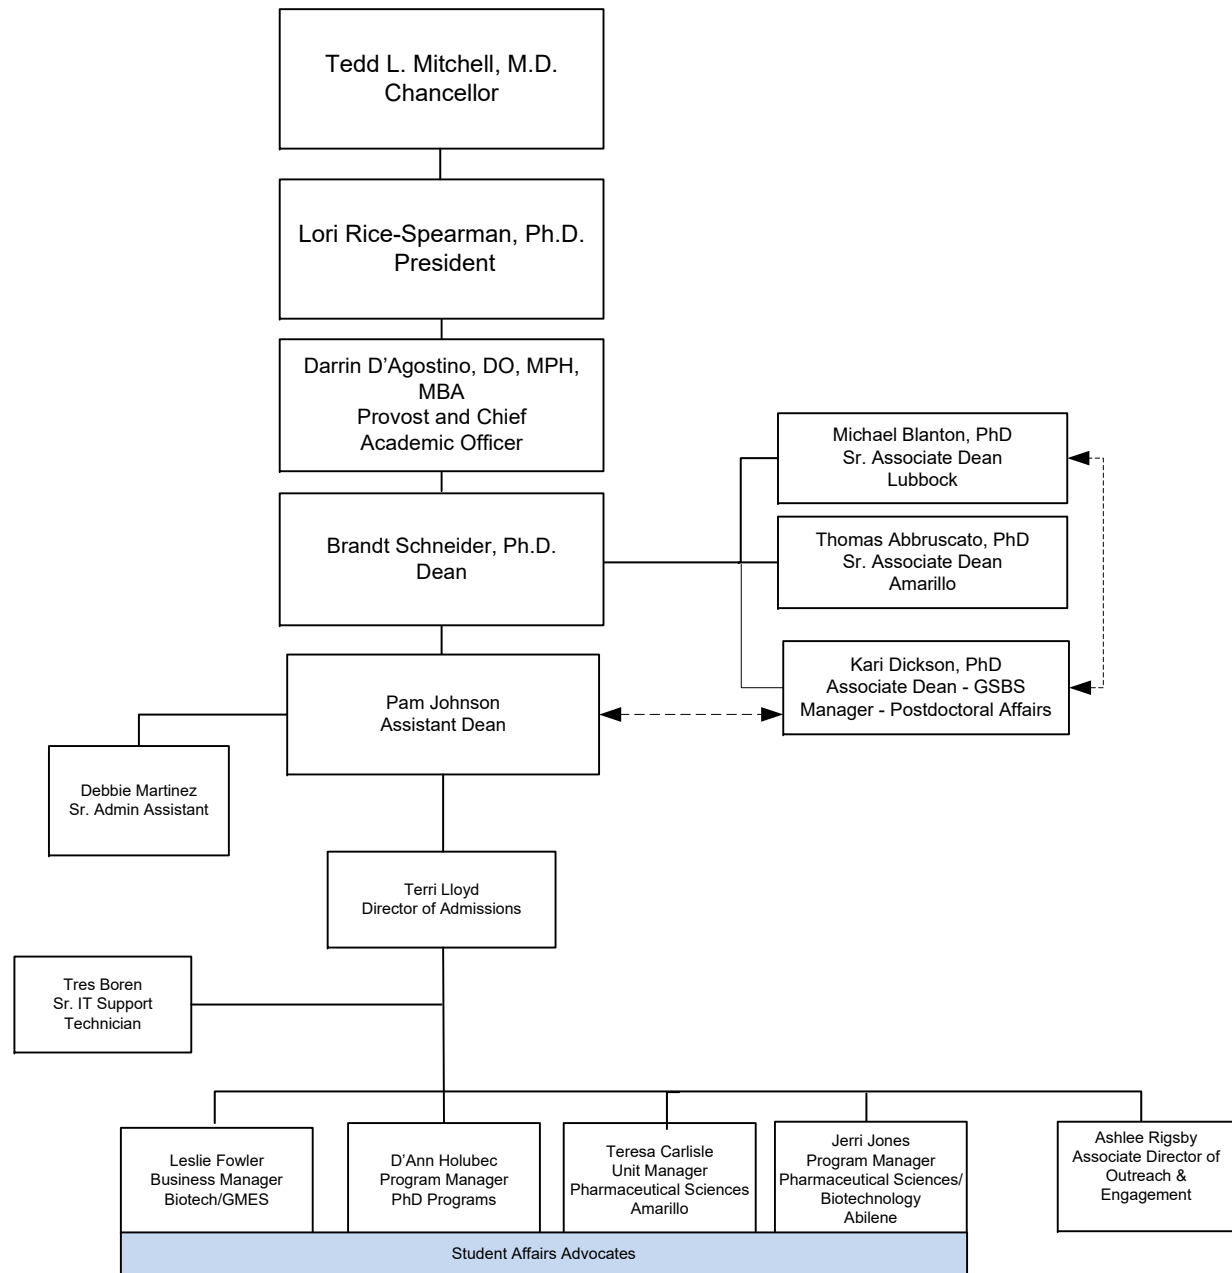 Tedd L. Mitchell, M.D.
Chancellor
Lori Rice-Spearman, Ph.D.
President
Darrin D’Agostino, DO, MPH,
MBA
Provost and Chief
Academic Officer
Michael Blanton, PhD
Sr. Associate Dean
Lubbock
Brandt Schneider, Ph.D.
Dean
Thomas Abbruscato, PhD
Sr. Associate Dean
Amarillo
Kari Dickson, PhD
Associate Dean - GSBS
Manager - Postdoctoral Affairs
Pam Johnson
Assistant Dean
Debbie Martinez
Sr. Admin Assistant
Terri Lloyd
Director of Admissions
Tres Boren
Sr. IT Support
Technician
Leslie Fowler
Business Manager
Biotech/GMES
D’Ann Holubec
Program Manager
PhD Programs
Teresa Carlisle
Unit Manager
Pharmaceutical Sciences
Amarillo
Jerri Jones
Program Manager
Pharmaceutical Sciences/
Biotechnology
Abilene
Ashlee Rigsby
Associate Director of
Outreach &
Engagement
Student Affairs Advocates